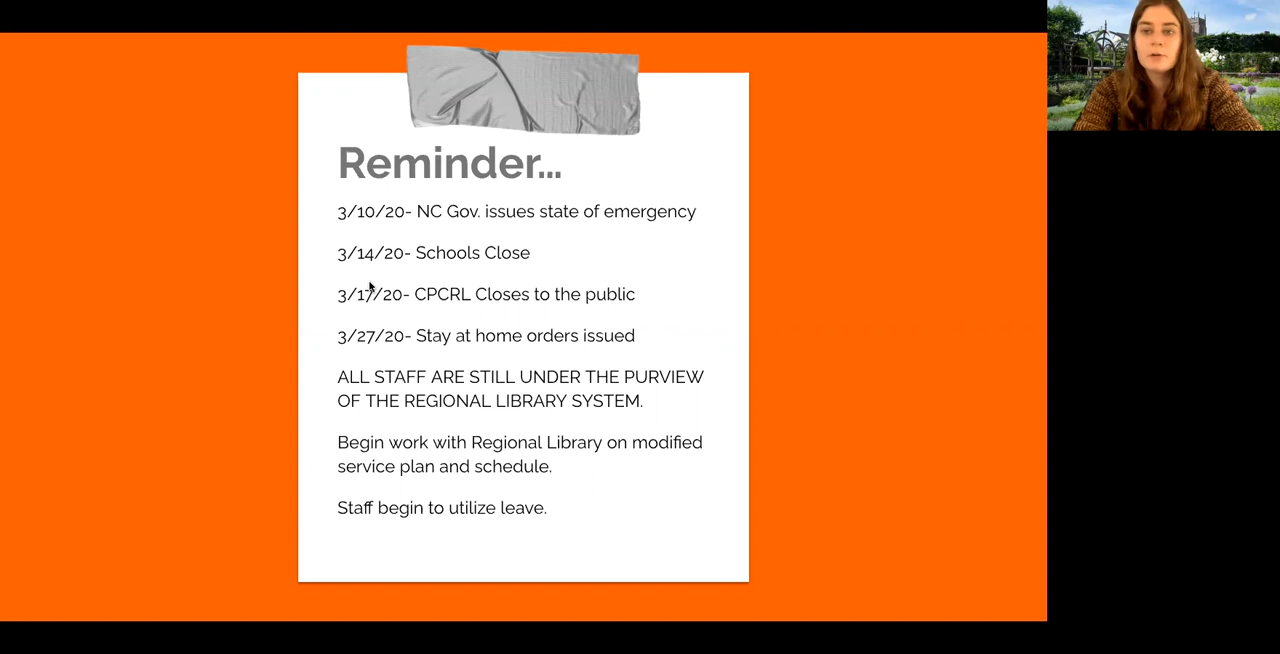 Reminder...
3/10/20- NC Gov. issues state of emergency
3/14/20- Schools Close
3/17/20- CPCRL Closes to the public
3/27/20- Stay at home orders issued
ALL STAFF ARE STILL UNDER THE PURVIEW
OF THE REGIONAL LIBRARY SYSTEM.
Begin work with Regional Library on modified
service plan and schedule.
Staff begin to utilize leave.